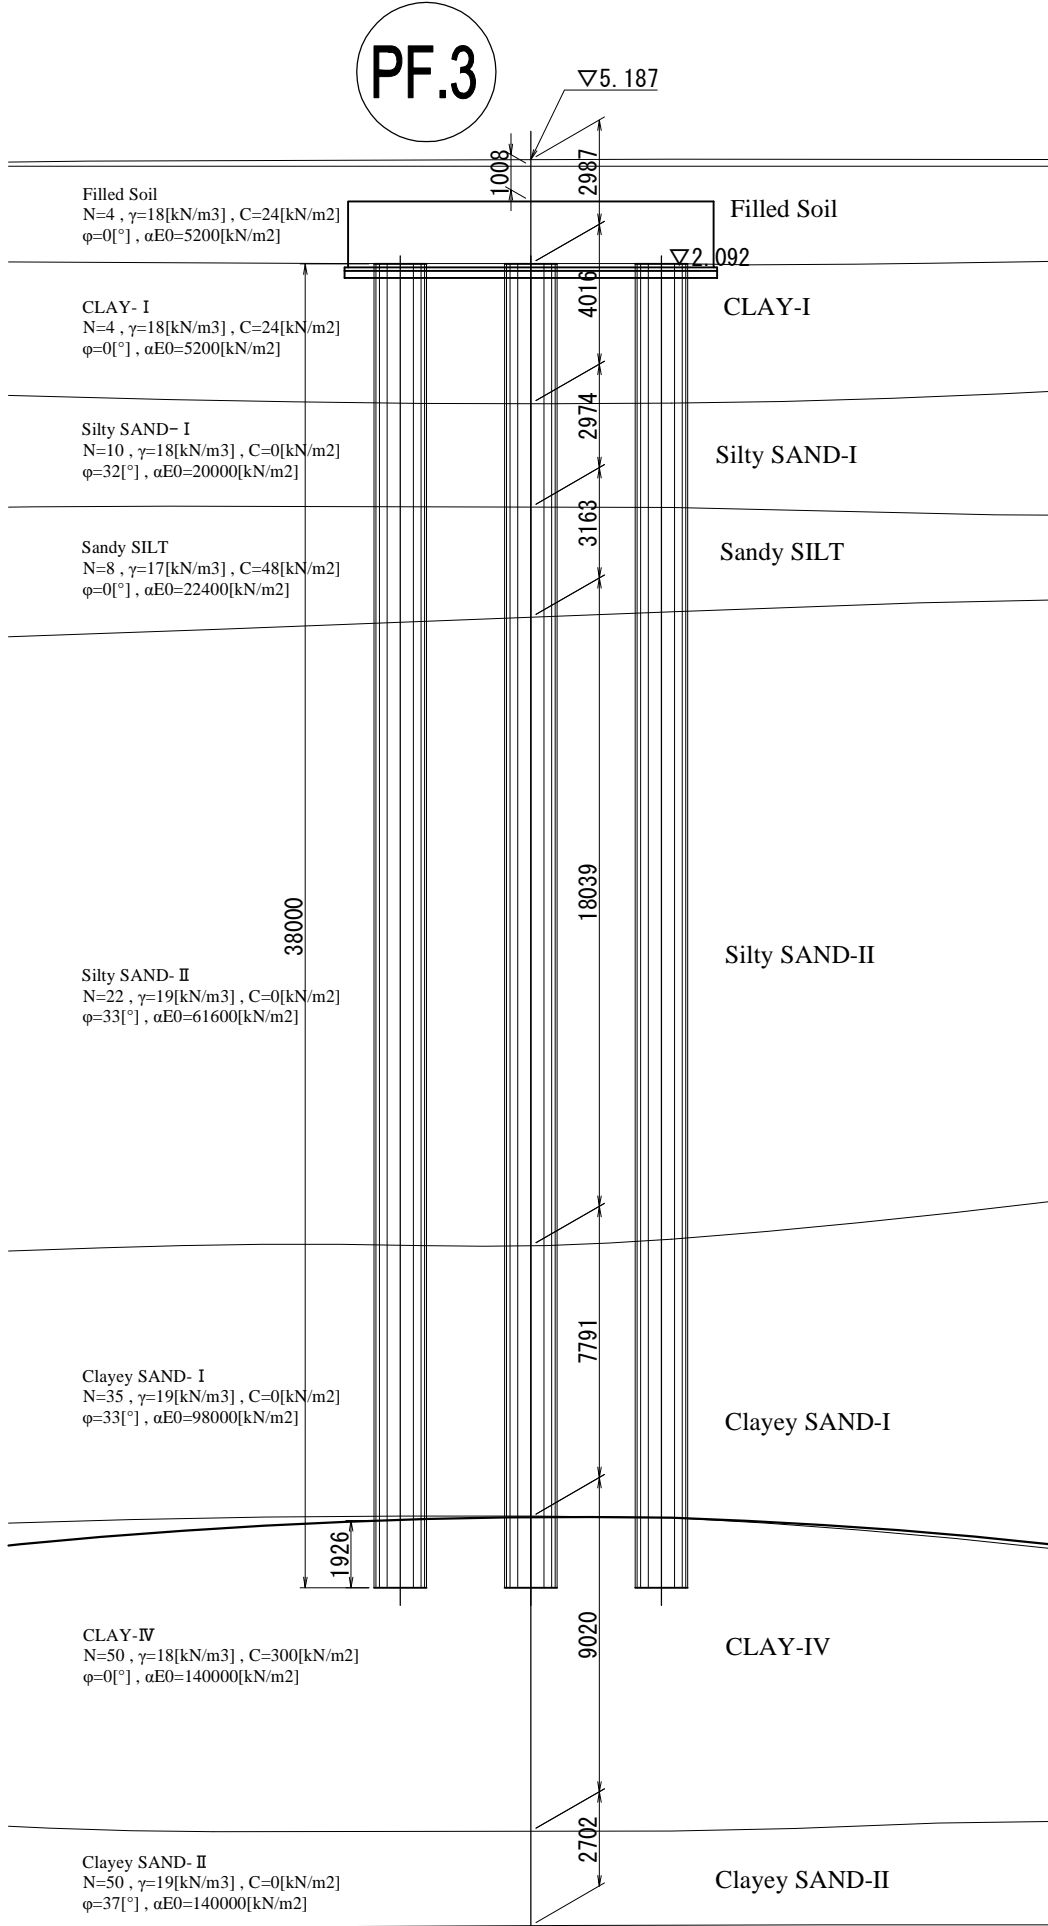 PF.3
▽5.187
1008
2987
Filled Soil
N=4 , γ=18[kN/m3] , C=24[kN/m2]
φ=0[°] , αE0=5200[kN/m2]
Filled Soil
▽2.092
4016
CLAY-Ⅰ
N=4 , γ=18[kN/m3] , C=24[kN/m2]
φ=0[°] , αE0=5200[kN/m2]
CLAY-I
2974
Silty SAND-Ⅰ
N=10 , γ=18[kN/m3] , C=0[kN/m2]
φ=32[°] , αE0=20000[kN/m2]
Silty SAND-I
3163
Sandy SILT
N=8 , γ=17[kN/m3] , C=48[kN/m2]
φ=0[°] , αE0=22400[kN/m2]
Sandy SILT
38000
18039
Silty SAND-Ⅱ
N=22 , γ=19[kN/m3] , C=0[kN/m2]
φ=33[°] , αE0=61600[kN/m2]
Silty SAND-II
7791
Clayey SAND-Ⅰ
N=35 , γ=19[kN/m3] , C=0[kN/m2]
φ=33[°] , αE0=98000[kN/m2]
Clayey SAND-I
1926
9020
CLAY-Ⅳ
N=50 , γ=18[kN/m3] , C=300[kN/m2]
φ=0[°] , αE0=140000[kN/m2]
CLAY-IV
2702
Clayey SAND-Ⅱ
N=50 , γ=19[kN/m3] , C=0[kN/m2]
φ=37[°] , αE0=140000[kN/m2]
Clayey SAND-II